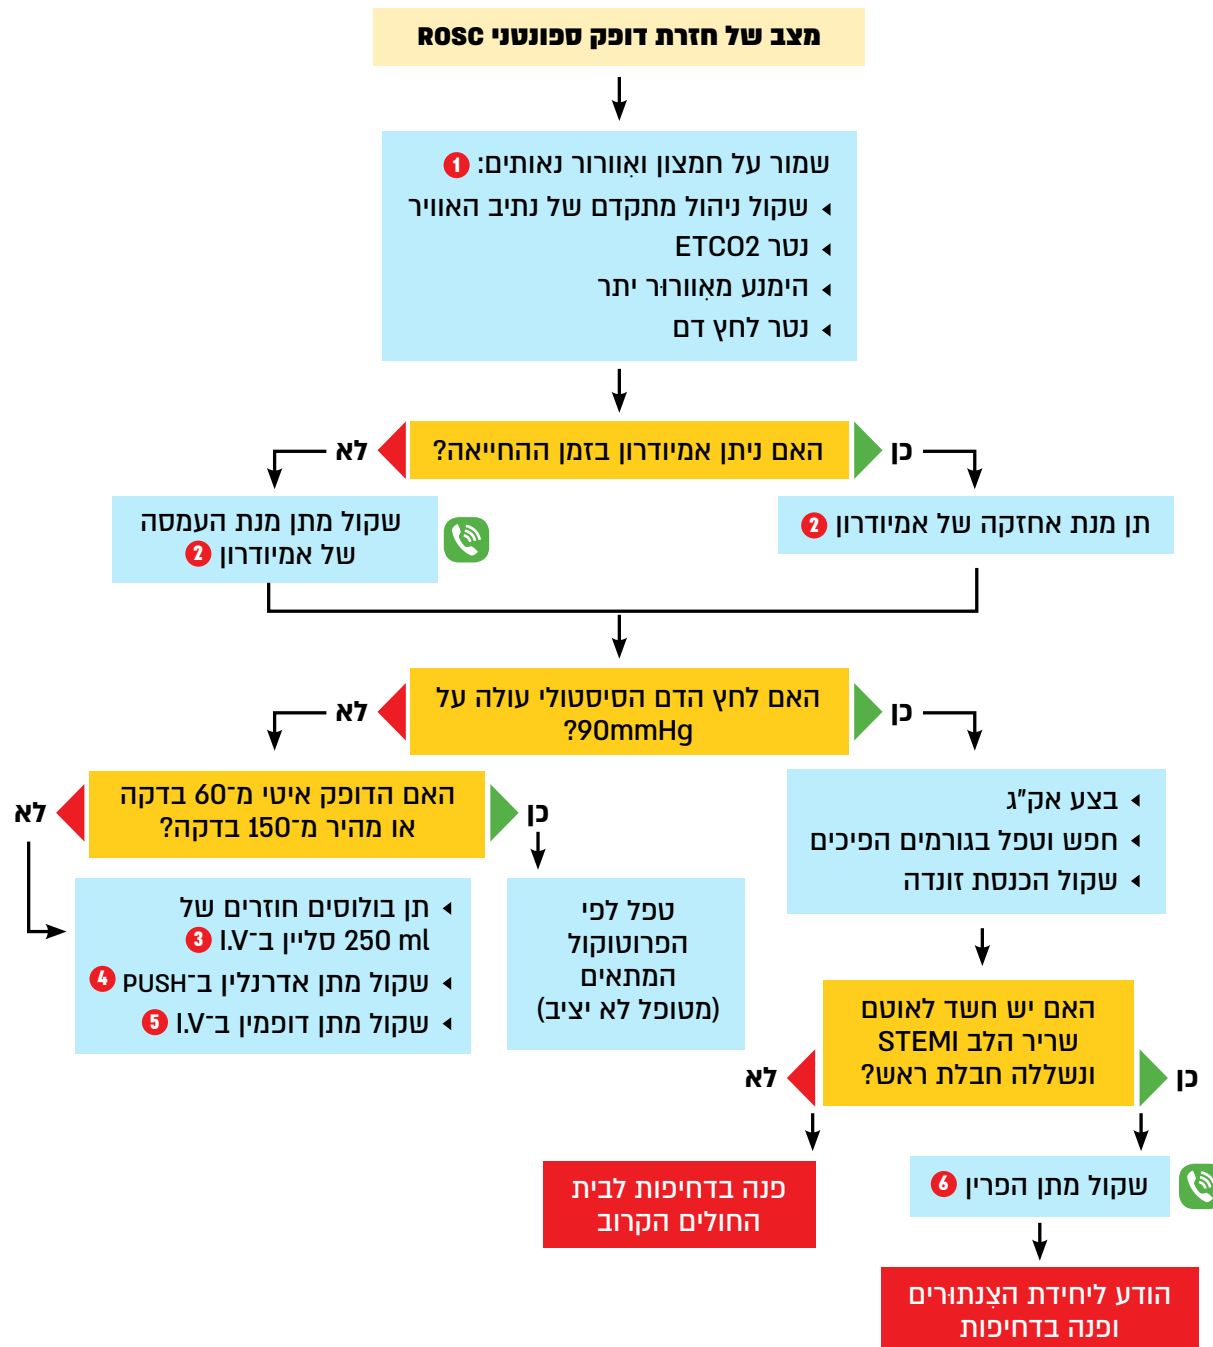 מצב של חזרת דופק ספונטני ROSC
שמור על חמצון ואִוורור נאותים: 1
שקול ניהול מתקדם של נתיב האוויר
נטר ETCO2
הימנע מאִוורוּר יתר
נטר לחץ דם
האם ניתן אמיודרון בזמן ההחייאה?
כן
לא
תן מנת אחזקה של אמיודרון 2
שקול מתן מנת העמסה
של אמיודרון 2
האם לחץ הדם הסיסטולי עולה על
90mmHg?
כן
לא
בצע אק"ג
חפש וטפל בגורמים הפיכים
שקול הכנסת זונדה
האם הדופק איטי מ־60 בדקה
או מהיר מ־150 בדקה?
כן
לא
טפל לפי
הפרוטוקול
המתאים
(מטופל לא יציב)
תן בולוסים חוזרים של
250 ml סליין ב־I.V 3
שקול מתן אדרנלין ב־PUSH 4
שקול מתן דופמין ב־I.V 5
האם יש חשד לאוטם
שריר הלב STEMI
ונשללה חבלת ראש?
כן
לא
שקול מתן הפרין 6
פנה בדחיפות לבית
החולים הקרוב
הודע ליחידת הצִנתוּרים
ופנה בדחיפות